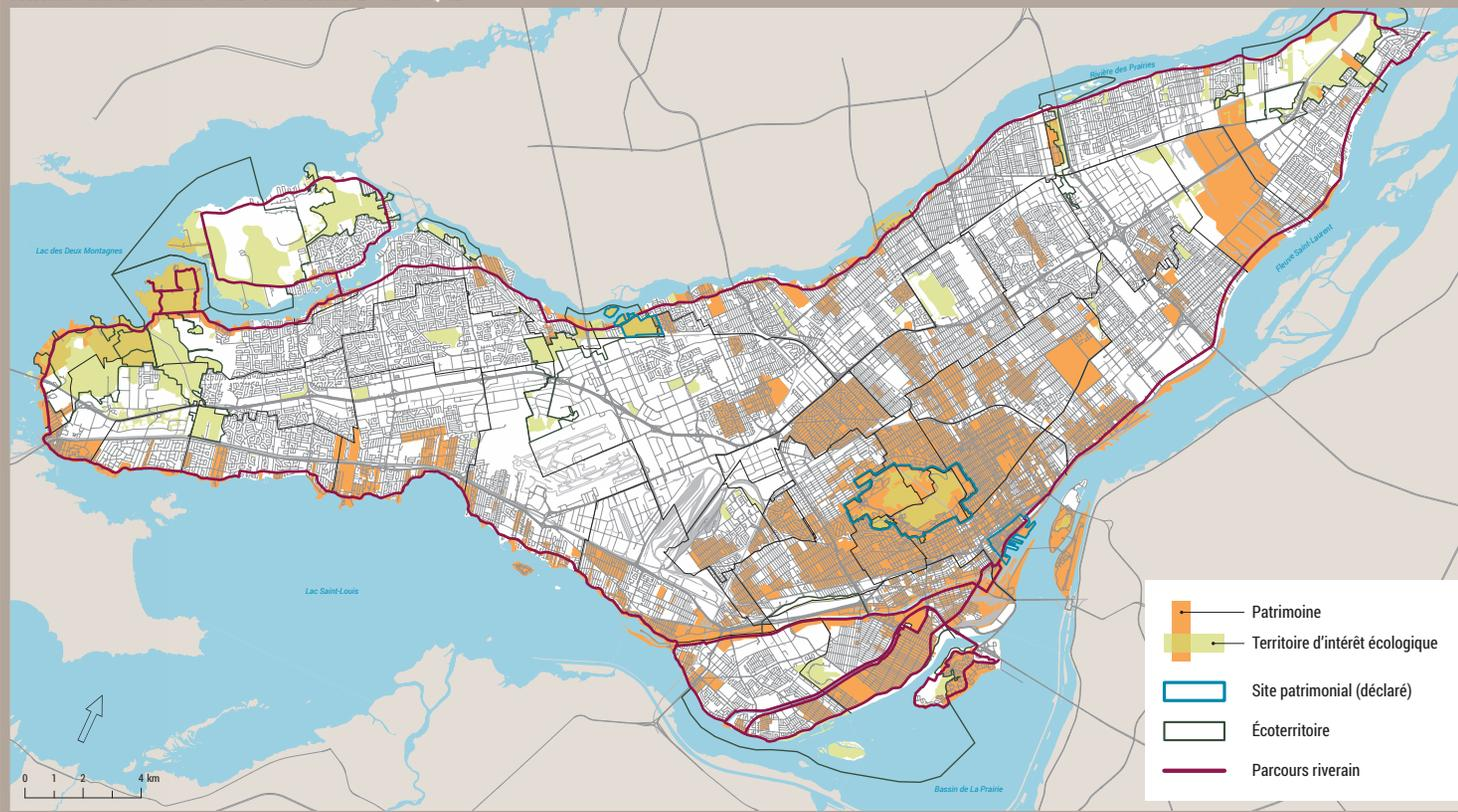 Rivière des Prairies
Lac des Deux Montagnes
Fleuve Saint-Laurent
Lac Saint-Louis
Bassin de La Prairie
0 1 2 4 km
Patrimoine
Territoire d'intérêt écologique
Site patrimonial (déclaré)
Écoterritoire
Parcours riverain